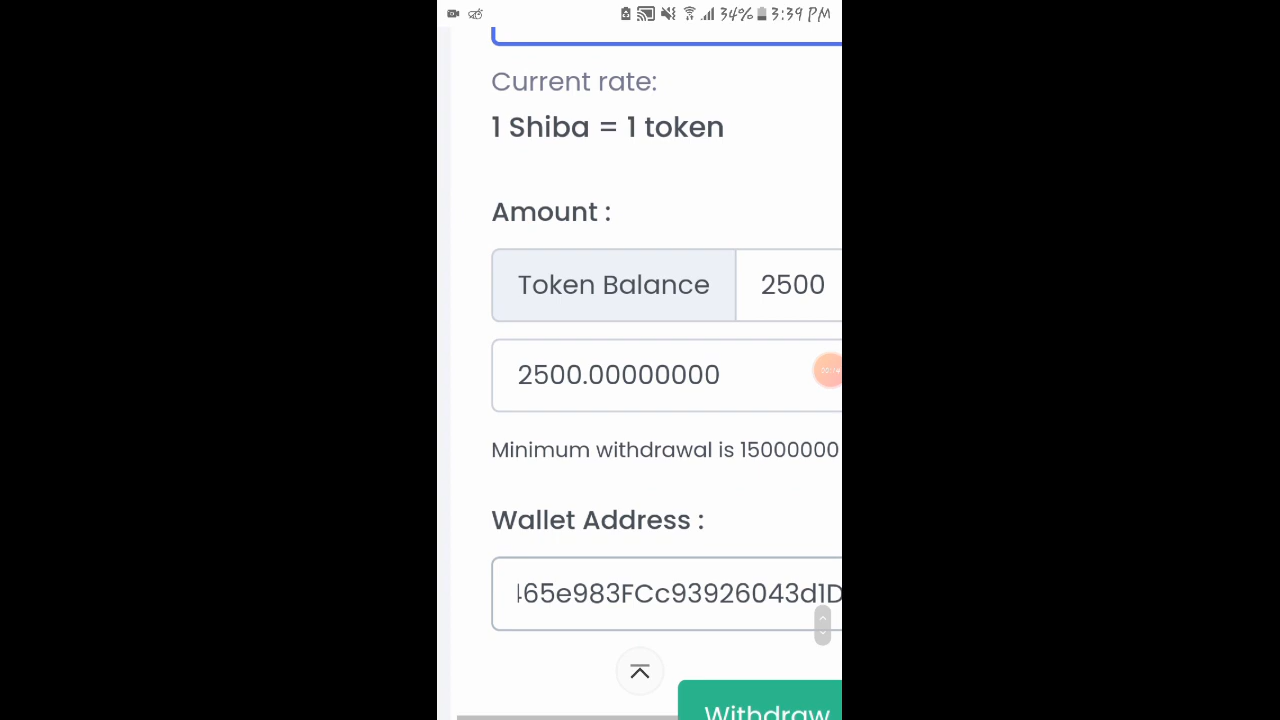 34% 3:39 PM
Current rate:
1 Shiba = 1 token
Amount :
Token Balance 2500
2500.00000000
Minimum withdrawal is 15000000
Wallet Address :
65e983FCc93926043d1D
Withdraw